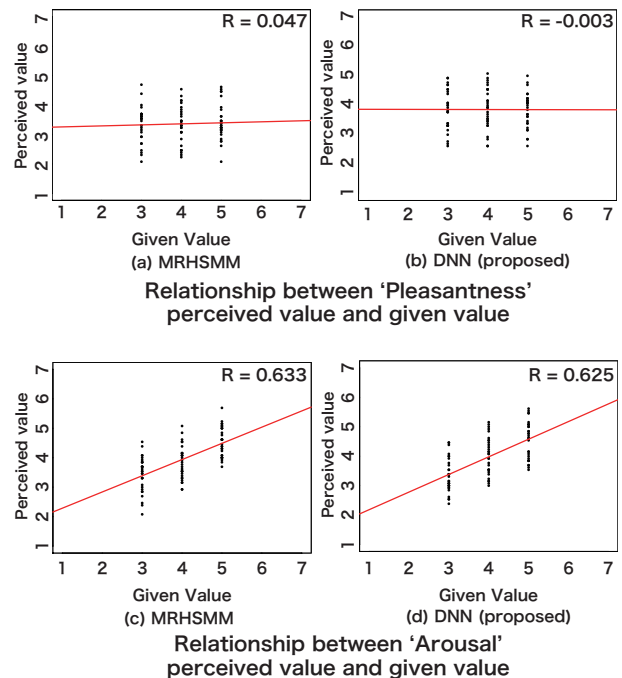 R = 0.047
Perceived value
7
6
5
4
3
2
1
1 2 3 4 5 6 7
Given Value
(a) MRHSMM
R = -0.003
Perceived value
7
6
5
4
3
2
1
1 2 3 4 5 6 7
Given Value
(b) DNN (proposed)
Relationship between ‘Pleasantness’
perceived value and given value
R = 0.633
Perceived value
7
6
5
4
3
2
1
1 2 3 4 5 6 7
Given Value
(c) MRHSMM
R = 0.625
Perceived value
7
6
5
4
3
2
1
1 2 3 4 5 6 7
Given Value
(d) DNN (proposed)
Relationship between ‘Arousal’
perceived value and given value